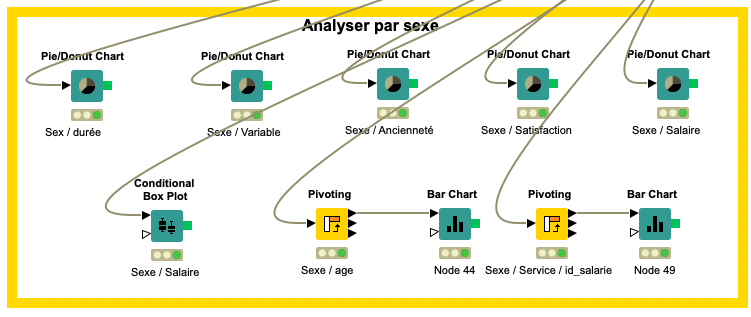 Analyser par sexe
Pie/Donut Chart
Pie/Donut Chart
Pie/Donut Chart
Pie/Donut Chart
Pie/Donut Chart
Sex / durée
Sexe / Variable
Sexe / Ancienneté
Sexe / Satisfaction
Sexe / Salaire
Conditional
Box Plot
Pivoting
Bar Chart
Pivoting
Bar Chart
Sexe / Salaire
Sexe / age
Node 44
Sexe / Service / id_salarie
Node 49